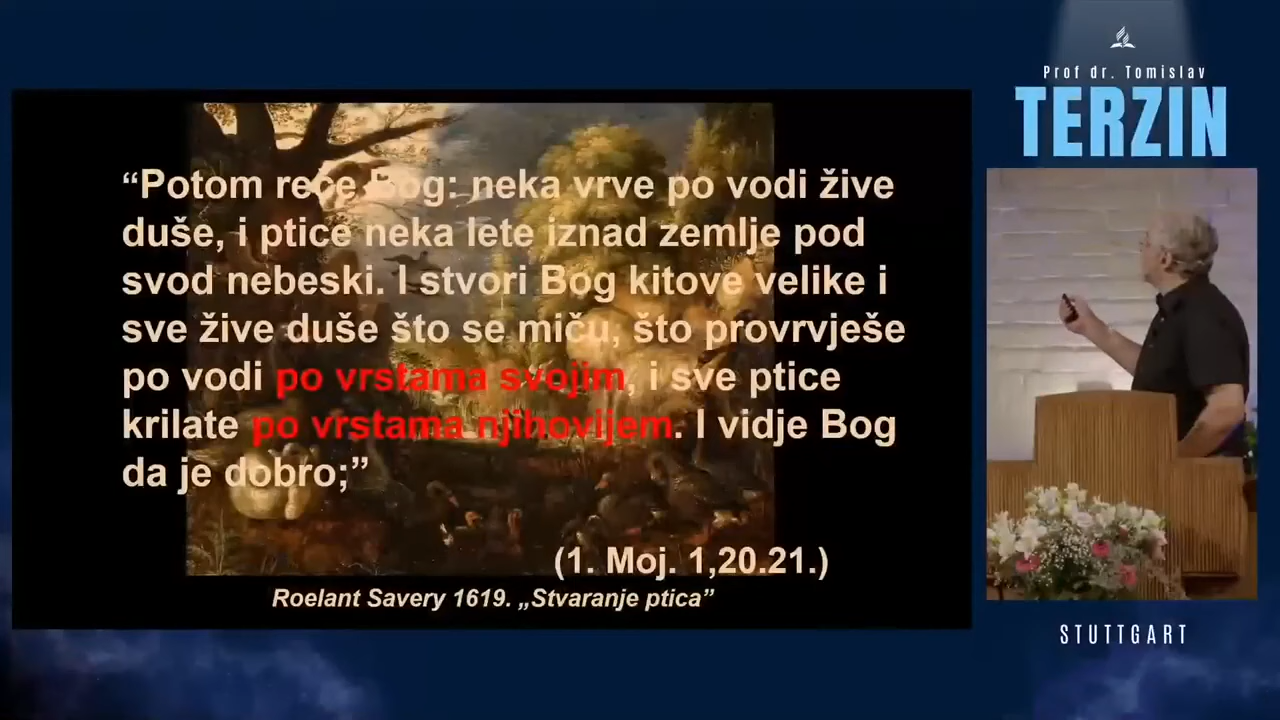 “Potom reče Bog: neka vrve po vodi žive
duše, i ptice neka lete iznad zemlje pod
svod nebeski. I stvori Bog kitove velike i
sve žive duše što se miču, što provrvješe
po vodi po vrstama svojim, i sve ptice
krilate po vrstama njihovijem. I vidje Bog
da je dobro;”
(1. Moj. 1,20.21.)
Roelant Savery 1619. „Stvaranje ptica”
Prof dr. Tomislav
TERZIN
STUTTGART